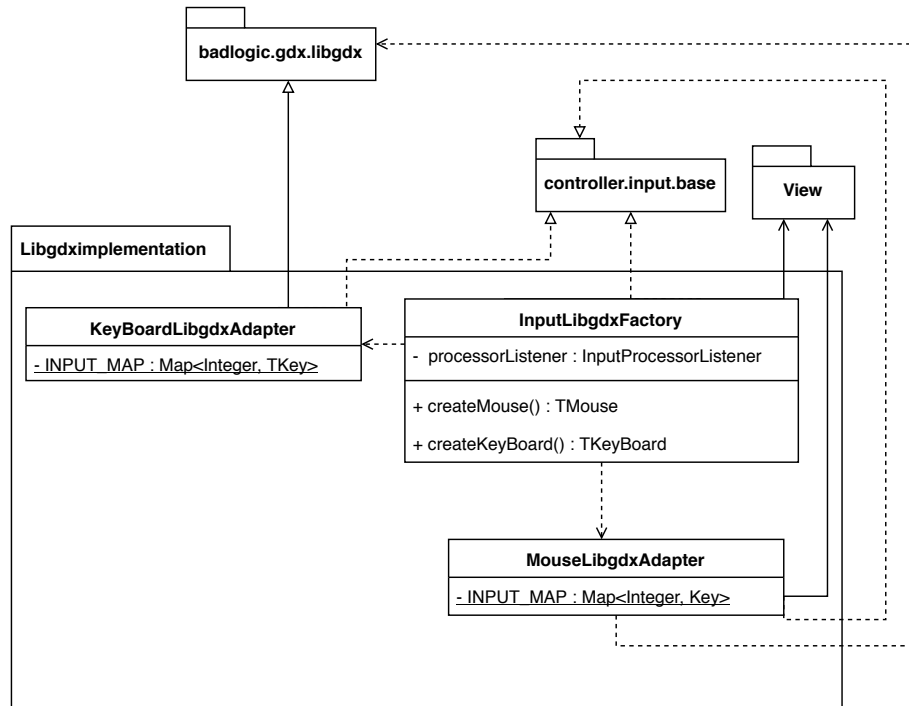 badlogic.gdx.libgdx
controller.input.base
View
Libgdximplementation
KeyBoardLibgdxAdapter
- INPUT_MAP : Map<Integer, TKey>
InputLibgdxFactory
- processorListener : InputProcessorListener
+ createMouse() : TMouse
+ createKeyBoard() : TKeyBoard
MouseLibgdxAdapter
- INPUT_MAP : Map<Integer, Key>